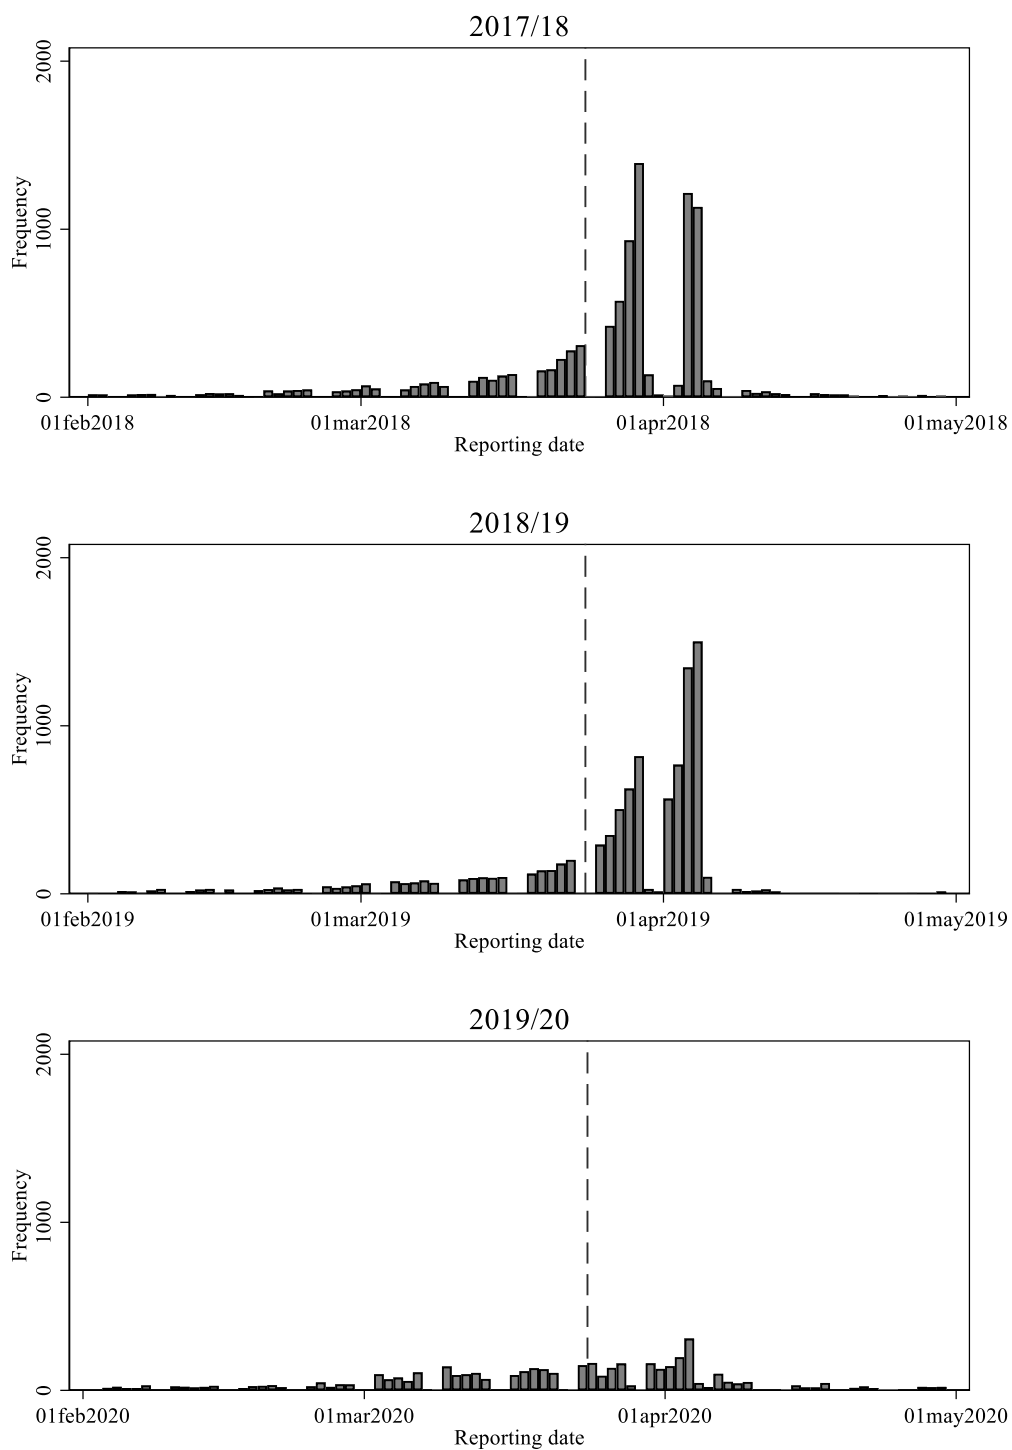 2017/18
2000
1000
0
Frequency
01feb2018 01mar2018 01apr2018 01may2018
Reporting date
2018/19
2000
1000
0
Frequency
01feb2019 01mar2019 01apr2019 01may2019
Reporting date
2019/20
2000
1000
0
Frequency
01feb2020 01mar2020 01apr2020 01may2020
Reporting date